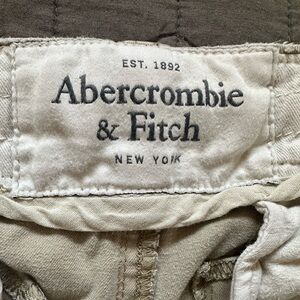 EST. 1892
Abercrombie
& Fitch
NEW YORK